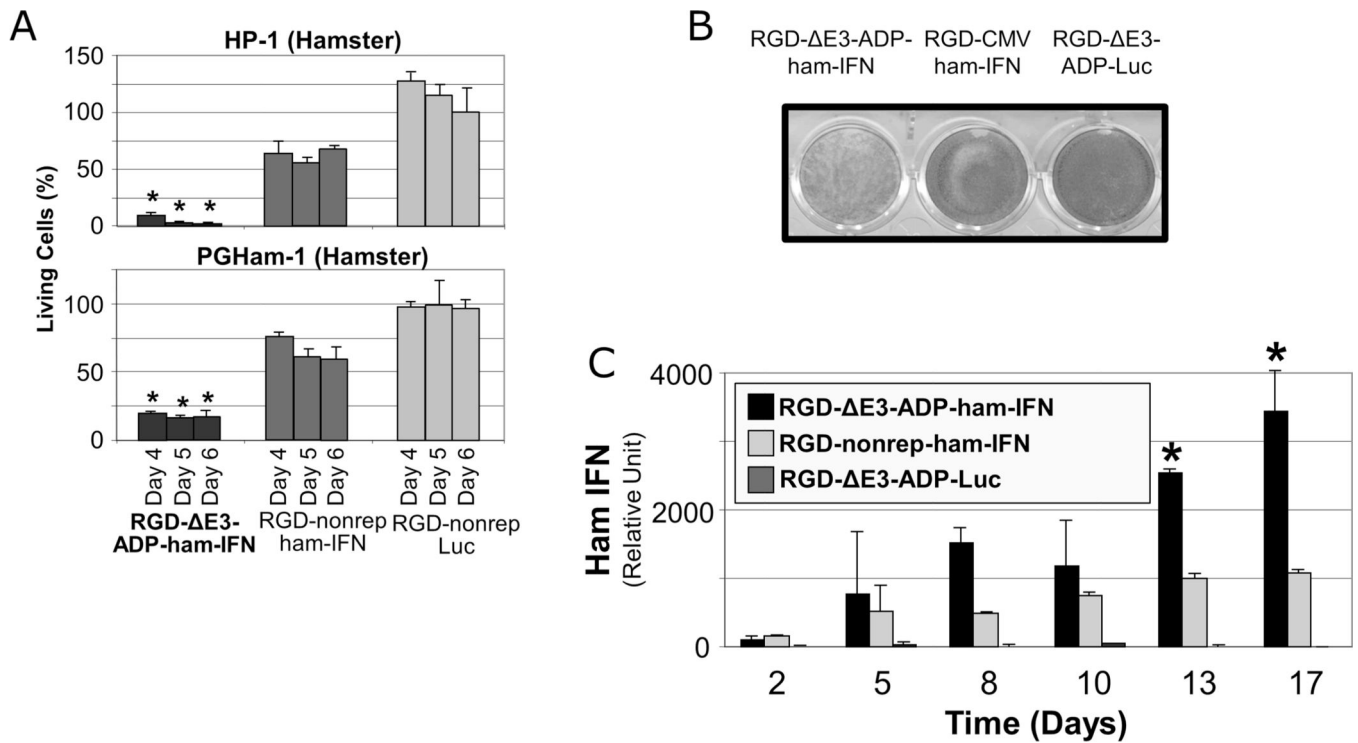 A
HP-1 (Hamster)
150
100
50
0
* * *
PGHam-1 (Hamster)
100
50
0
* * *
Living Cells (%)
Day 4
Day 5
Day 6
Day 4
Day 5
Day 6
Day 4
Day 5
Day 6
RGD-ΔE3-
ADP-ham-IFN
RGD-nonrep
ham-IFN
RGD-nonrep
Luc
B
RGD-ΔE3-ADP-
ham-IFN
RGD-CMV
ham-IFN
RGD-ΔE3-
ADP-Luc
C
Ham IFN
(Relative Unit)
4000
2000
0
RGD-ΔE3-ADP-ham-IFN
RGD-nonrep-ham-IFN
RGD-ΔE3-ADP-Luc
*
*
2 5 8 10 13 17
Time (Days)